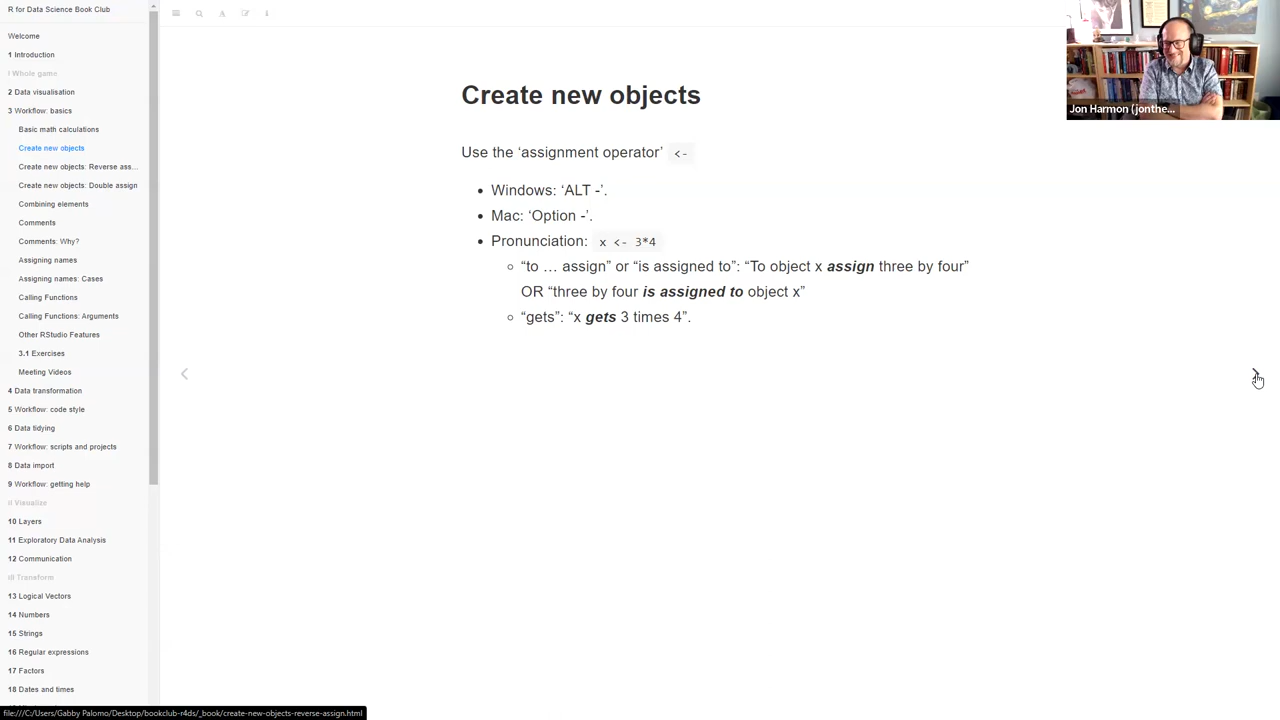 R for Data Science Book Club
Welcome
1 Introduction
I Whole game
2 Data visualisation
3 Workflow: basics
Basic math calculations
Create new objects
Create new objects: Reverse ass…
Create new objects: Double assign
Combining elements
Comments
Comments: Why?
Assigning names
Assigning names: Cases
Calling Functions
Calling Functions: Arguments
Other RStudio Features
3.1 Exercises
Meeting Videos
4 Data transformation
5 Workflow: code style
6 Data tidying
7 Workflow: scripts and projects
8 Data import
9 Workflow: getting help
II Visualize
10 Layers
11 Exploratory Data Analysis
12 Communication
III Transform
13 Logical Vectors
14 Numbers
15 Strings
16 Regular expressions
17 Factors
18 Dates and times
file:///C:/Users/Gabby Palomo/Desktop/bookclub-r4ds/_book/create-new-objects-reverse-assign.html
Create new objects
Use the ‘assignment operator’ <-
• Windows: ‘ALT -’.
• Mac: ‘Option -’.
• Pronunciation: x <- 3*4
“to … assign” or “is assigned to”: “To object x assign three by four”
OR “three by four is assigned to object x”
“gets”: “x gets 3 times 4”.
Jon Harmon (jonthe...